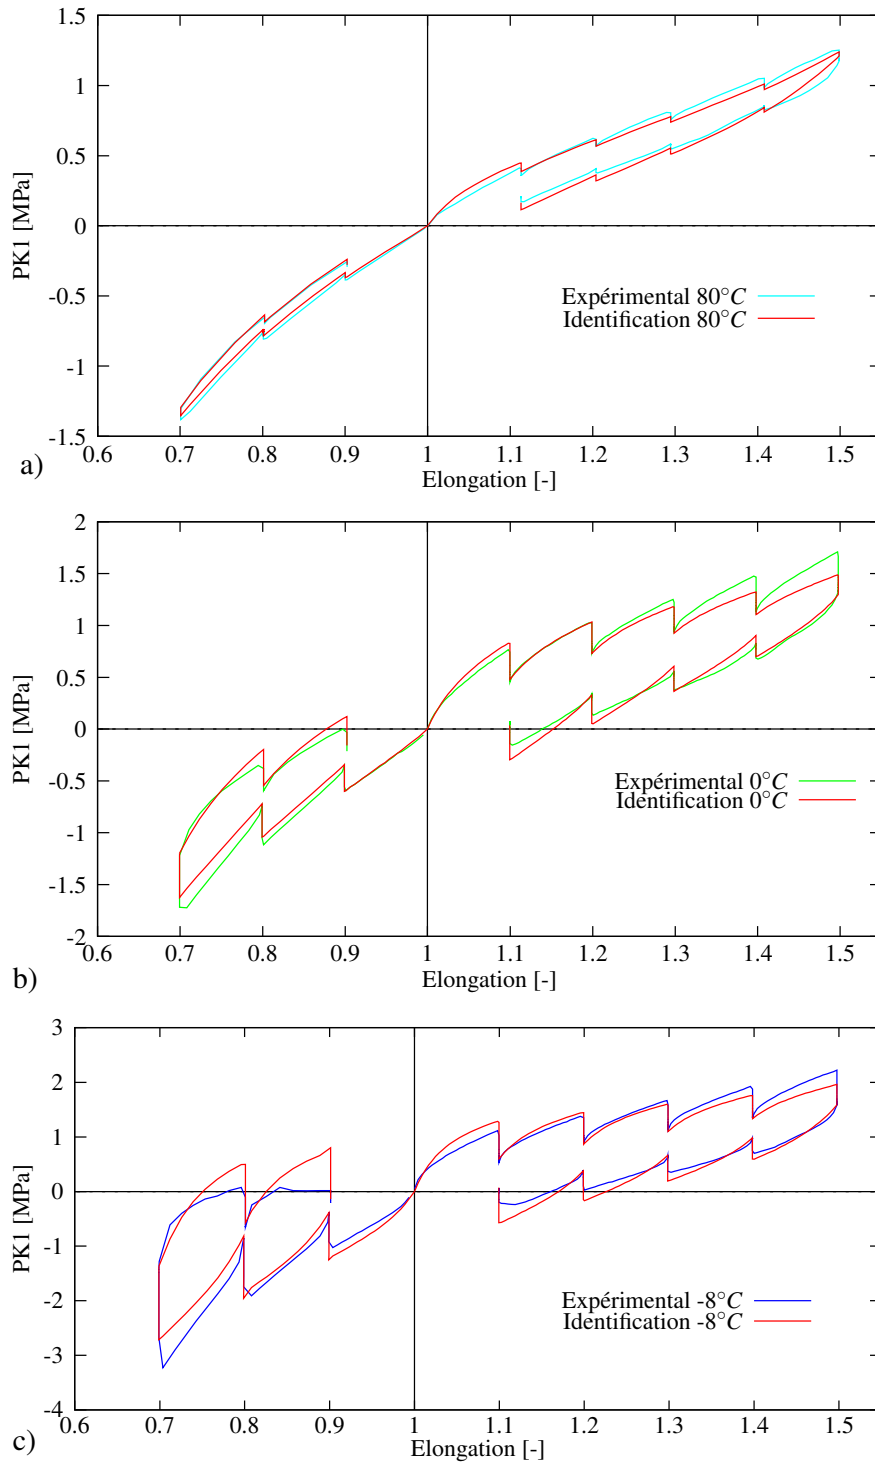 1.5
1
0.5
0
-0.5
-1
-1.5
PK1 [MPa]
Expérimental 80°C
Identification 80°C
0.6 0.7 0.8 0.9 1 1.1 1.2 1.3 1.4 1.5
Elongation [-]
a)
2
1.5
1
0.5
0
-0.5
-1
-1.5
-2
PK1 [MPa]
Expérimental 0°C
Identification 0°C
0.6 0.7 0.8 0.9 1 1.1 1.2 1.3 1.4 1.5
Elongation [-]
b)
3
2
1
0
-1
-2
-3
-4
PK1 [MPa]
Expérimental -8°C
Identification -8°C
0.6 0.7 0.8 0.9 1 1.1 1.2 1.3 1.4 1.5
Elongation [-]
c)